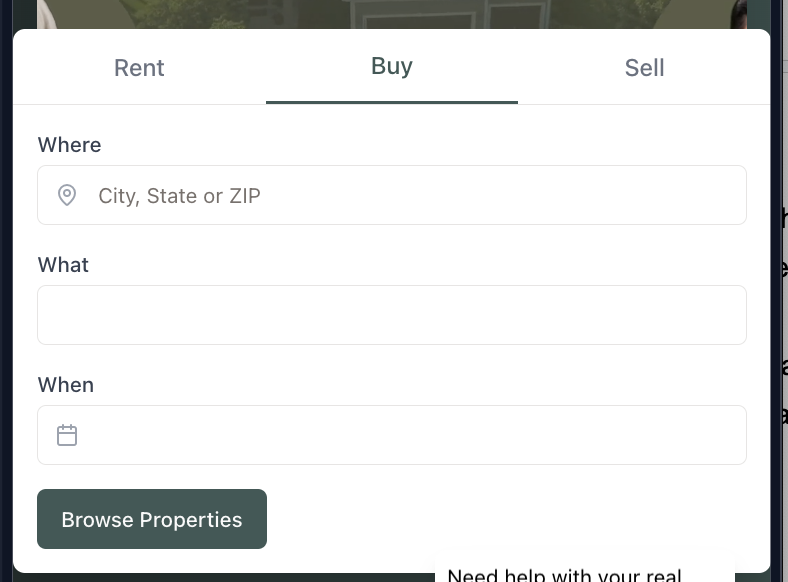 Rent
Buy
Sell
Where
City, State or ZIP
What
When
Browse Properties
Need help with your real